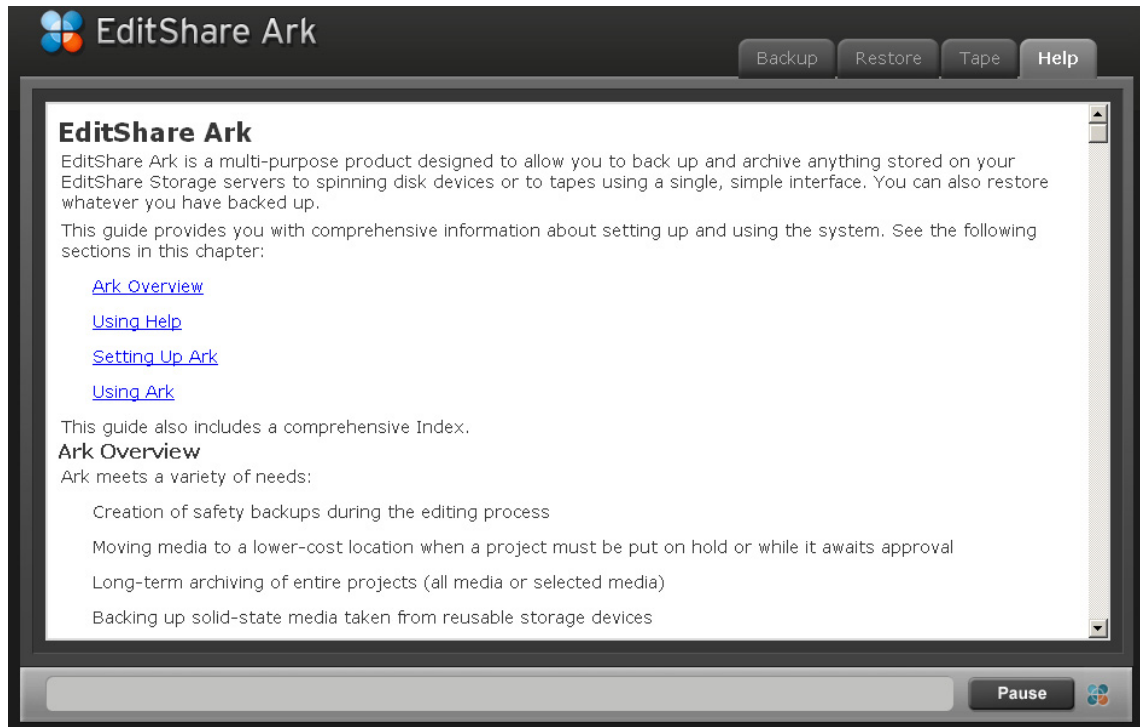 EditShare Ark
Backup
Restore
Tape
Help
EditShare Ark
EditShare Ark is a multi-purpose product designed to allow you to back up and archive anything stored on your
EditShare Storage servers to spinning disk devices or to tapes using a single, simple interface. You can also restore
whatever you have backed up.
This guide provides you with comprehensive information about setting up and using the system. See the following
sections in this chapter:
Ark Overview
Using Help
Setting Up Ark
Using Ark
This guide also includes a comprehensive Index.
Ark Overview
Ark meets a variety of needs:
Creation of safety backups during the editing process
Moving media to a lower-cost location when a project must be put on hold or while it awaits approval
Long-term archiving of entire projects (all media or selected media)
Backing up solid-state media taken from reusable storage devices
Pause